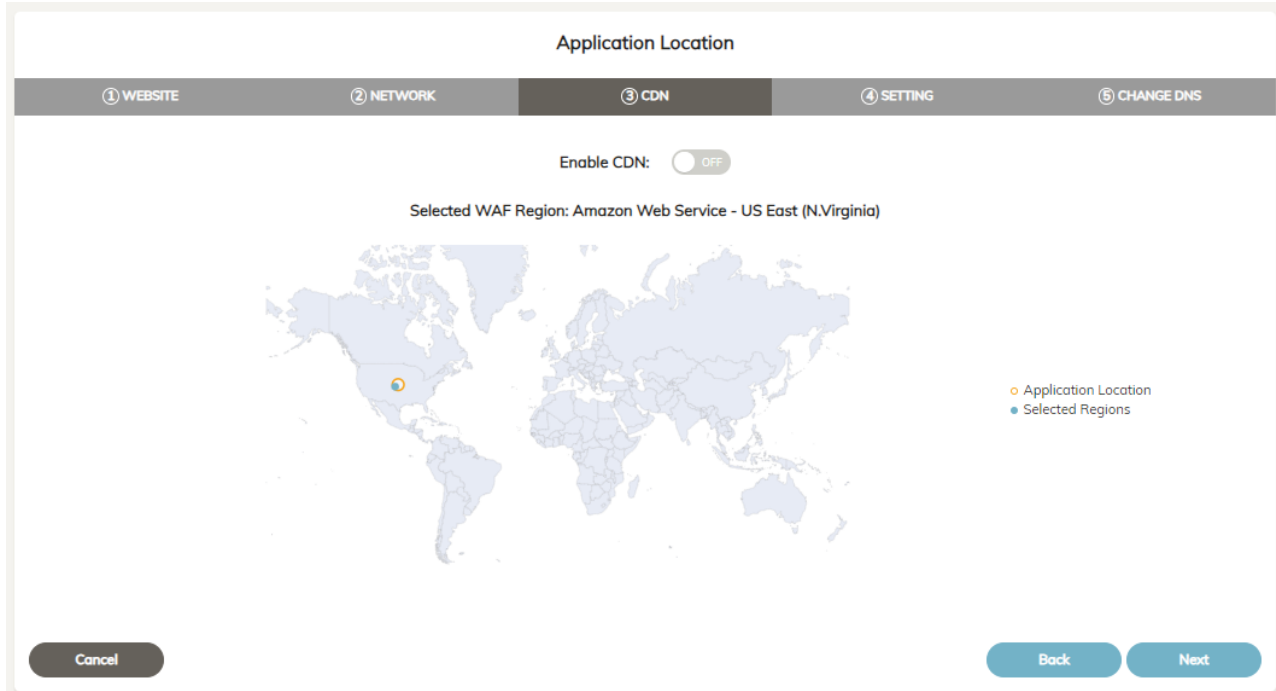 Application Location
① WEBSITE
② NETWORK
③ CDN
④ SETTING
⑤ CHANGE DNS
Enable CDN: OFF
Selected WAF Region: Amazon Web Service - US East (N.Virginia)
Application Location
Selected Regions
Cancel
Back
Next